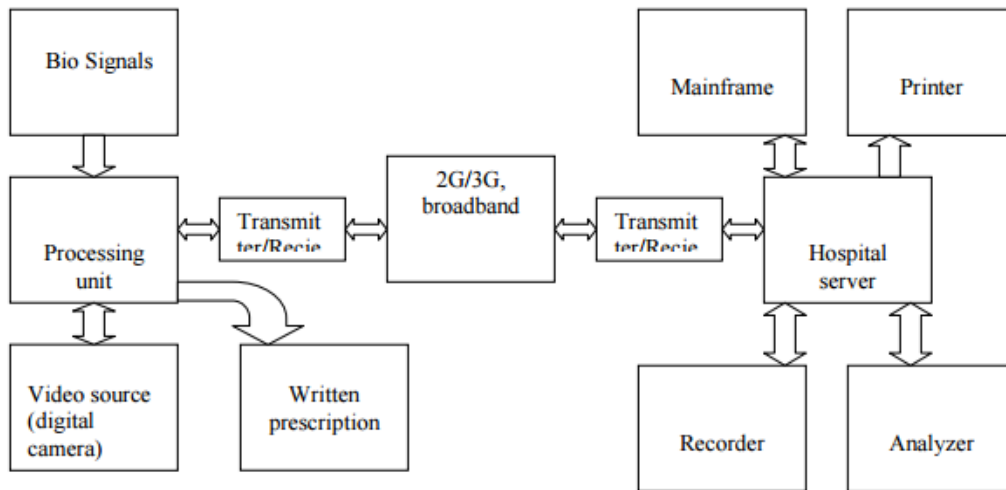 Bio Signals
Mainframe
Printer
2G/3G,
broadband
Transmit
ter/Recie
Transmit
ter/Recie
Processing
unit
Hospital
server
Video source
(digital
camera)
Written
prescription
Recorder
Analyzer